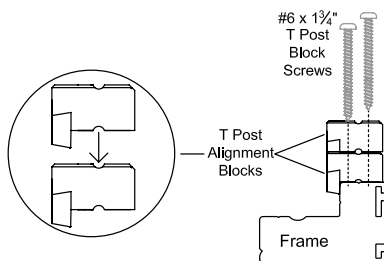 #6 x 1¾"
T Post
Block
Screws
T Post
Alignment
Blocks
Frame